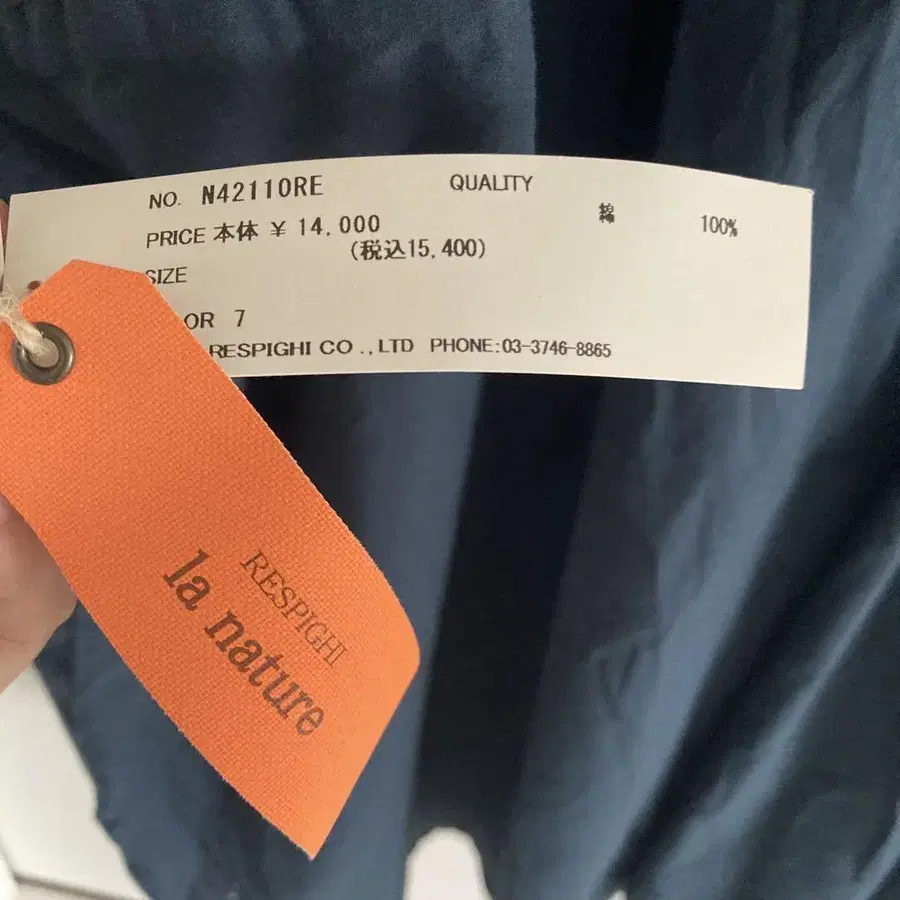 NO. N42110RE
QUALITY
綿 100%
PRICE 本体 ¥ 14,000
(税込15,400)
SIZE
OR 7
RESPIGHI CO .,LTD PHONE:03-3746-8865
RESPIGHI
la nature